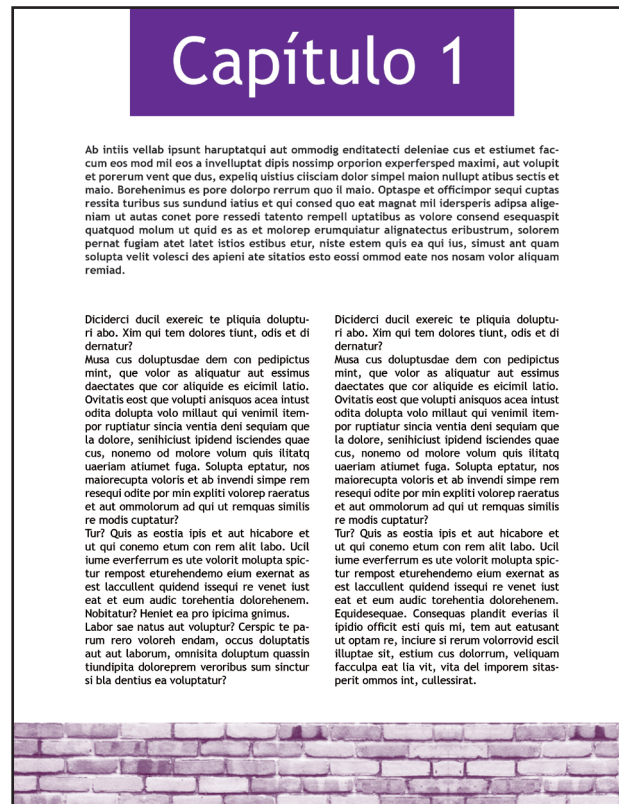 Capítulo 1
Ab intiis vellab ipsunt haruptatqui aut ommodig enditatecti deleniae cus et estiumet fac-
cum eos mod mil eos a invelluptat dipis nossimp orporion experfersped maximi, aut volupit
et porerum vent que dus, expeliq uistius ciisciam dolor simpel maion nullupt atibus sectis et
maio. Borehenimus es pore dolorpo rerrum quo il maio. Optaspe et officimpor sequi cuptas
ressita turibus sus sundund iatius et qui consed quo eat magnat mil idersperis adipsa alige-
niam ut autas conet pore ressedi tatento rempell uptatibus as volore consend esequaspit
quatquod molum ut quid es as et molorep erumquiatur alignatectus eribustrum, solorem
pernat fugiam atet latet istios estibus etur, niste estem quis ea qui ius, simust ant quam
solupta velit volesci des apieni ate sitatios esto eossi ommod eate nos nosam volor aliquam
remiad.
Diciderci ducil exereic te pliquia doluptu-
ri abo. Xim qui tem dolores tiunt, odis et di
dernatur?
Musa cus doluptusdae dem con pedipictus
mint, que volor as aliquatur aut essimus
daectates que cor aliquide es eicimil latio.
Ovitatis eost que volupti anisquos acea intust
odita dolupta volo millaut qui venimil item-
por ruptiatur sincia ventia deni sequiam que
la dolore, senihiciust ipidend isciendes quae
cus, nonemo od molore volum quis ilitatq
uaeriam atiumet fuga. Solupta eptatur, nos
maiorecupta voloris et ab invendi simpe rem
resequi odite por min expliti volorep raeratus
et aut ommolorum ad qui ut remquas similis
re modis cuptatur?
Tur? Quis as eostia ipis et aut hicabore et
ut qui conemo etum con rem alit labo. Ucil
iume everferrum es ute volorit molupta spic-
tur rempost eturehendemo eium exernat as
est laccullent quidend issequi re venet iust
eat et eum audic torehentia dolorehenem.
Nobitatur? Heniet ea pro ipicima gnimus.
Labor sae natus aut voluptur? Cerspic te pa-
rum rero voloreh endam, occus doluptatis
aut aut laborum, omnisita doluptum quassin
tiundipita doloreprem veroribus sum sinctur
si bla dentius ea voluptatur?
Diciderci ducil exereic te pliquia doluptu-
ri abo. Xim qui tem dolores tiunt, odis et di
dernatur?
Musa cus doluptusdae dem con pedipictus
mint, que volor as aliquatur aut essimus
daectates que cor aliquide es eicimil latio.
Ovitatis eost que volupti anisquos acea intust
odita dolupta volo millaut qui venimil item-
por ruptiatur sincia ventia deni sequiam que
la dolore, senihiciust ipidend isciendes quae
cus, nonemo od molore volum quis ilitatq
uaeriam atiumet fuga. Solupta eptatur, nos
maiorecupta voloris et ab invendi simpe rem
resequi odite por min expliti volorep raeratus
et aut ommolorum ad qui ut remquas similis
re modis cuptatur?
Tur? Quis as eostia ipis et aut hicabore et
ut qui conemo etum con rem alit labo. Ucil
iume everferrum es ute volorit molupta spic-
tur rempost eturehendemo eium exernat as
est laccullent quidend issequi re venet iust
eat et eum audic torehentia dolorehenem.
Equidesequae. Consequas plandit everias il
ipidio officit esti quis mi, tem aut eatusant
ut optam re, inciure si rerum volorrovid escil
illuptae sit, estium cus dolorrum, veliquam
facculpa eat lia vit, vita del imporem sitas-
perit ommos int, cullessirat.